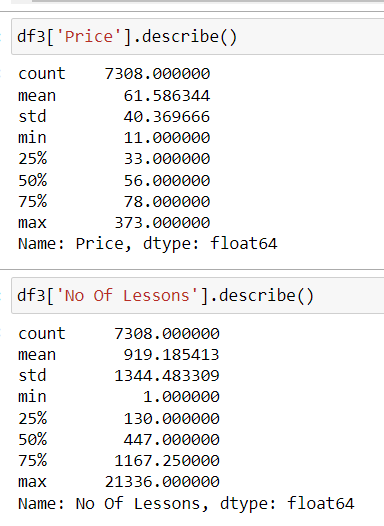 df3['Price'].describe()
count    7308.000000
mean       61.586344
std        40.369666
min        11.000000
25%        33.000000
50%        56.000000
75%        78.000000
max       373.000000
Name: Price, dtype: float64
df3['No Of Lessons'].describe()
count     7308.000000
mean       919.185413
std       1344.483309
min          1.000000
25%        130.000000
50%        447.000000
75%       1167.250000
max      21336.000000
Name: No Of Lessons, dtype: float64